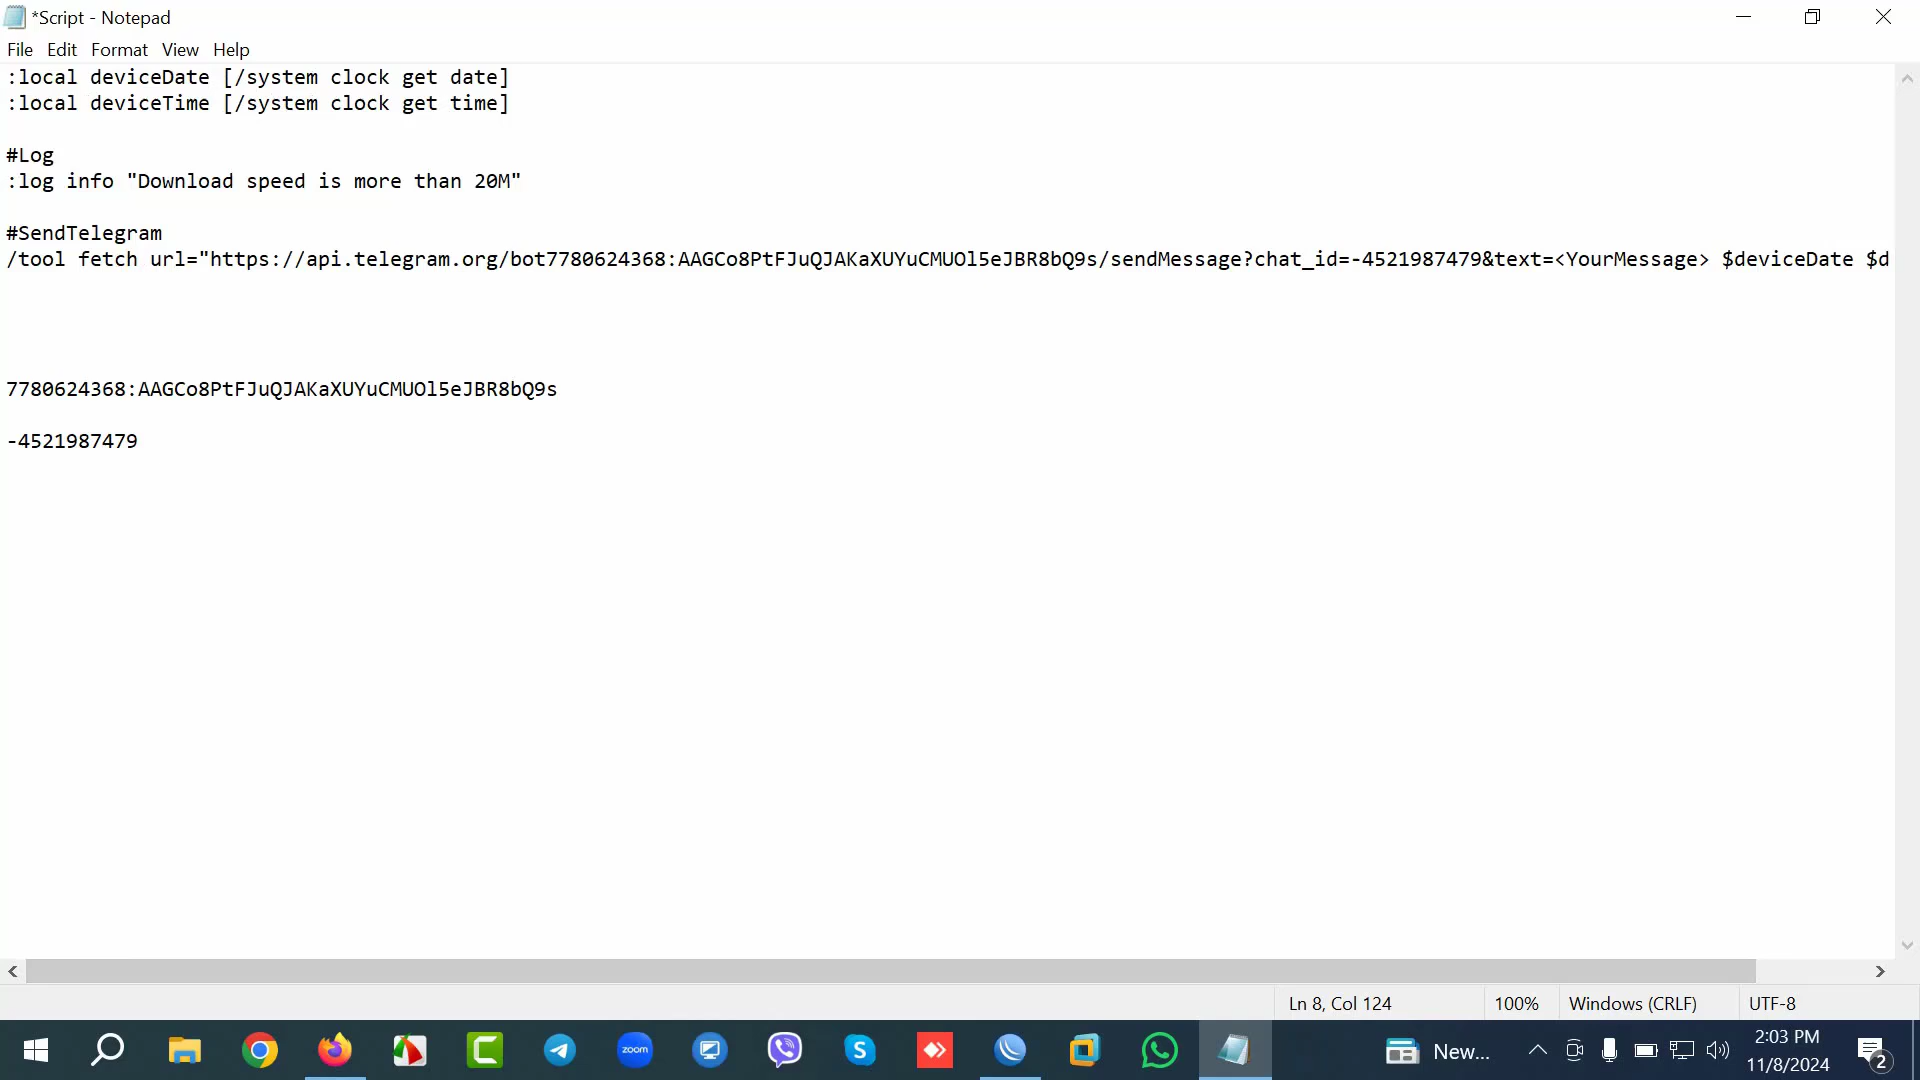 *Script - Notepad
File Edit Format View Help
:local deviceDate [/system clock get date]
:local deviceTime [/system clock get time]
#Log
:log info "Download speed is more than 20M"
#SendTelegram
/tool fetch url="https://api.telegram.org/bot7780624368:AAGCo8PtFJuQJAKaXUYuCMUOl5eJBR8bQ9s/sendMessage?chat_id=-4521987479&text=<YourMessage> $deviceDate $d
7780624368:AAGCo8PtFJuQJAKaXUYuCMUOl5eJBR8bQ9s
-4521987479
Ln 8, Col 124 100% Windows (CRLF) UTF-8
zoom
New...
2:03 PM
11/8/2024
2